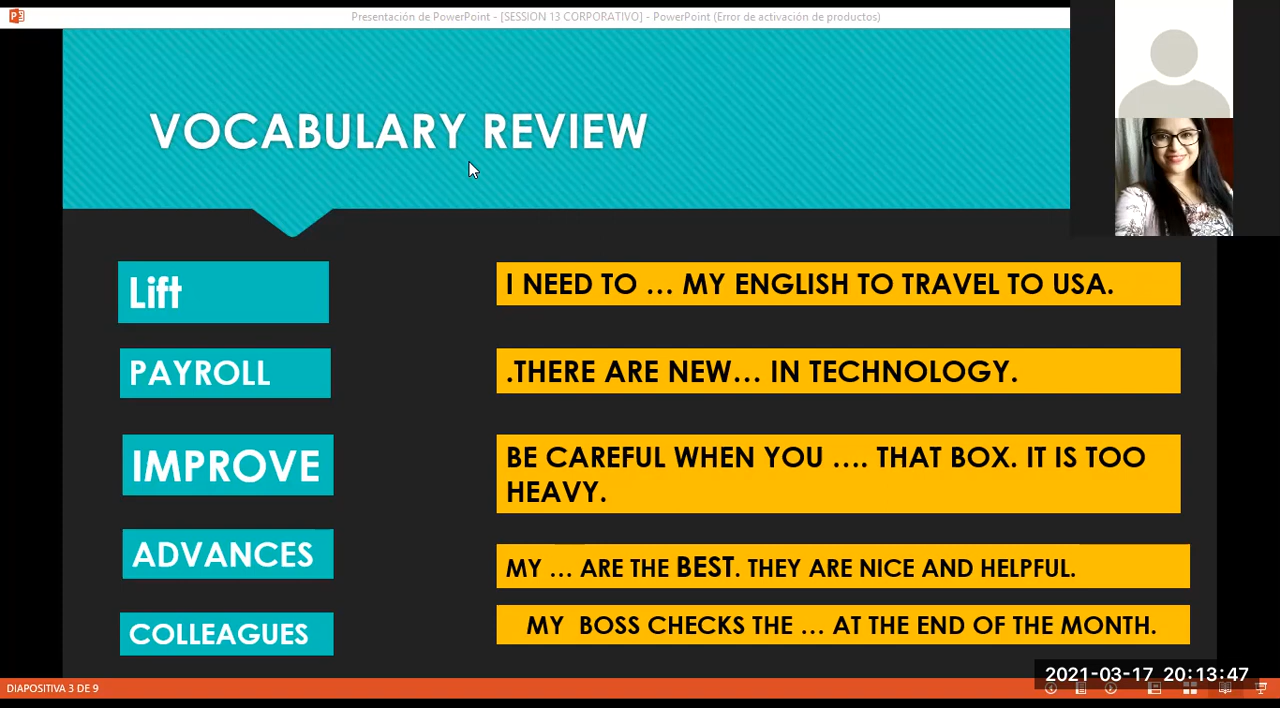 Presentación de PowerPoint - [SESSION 13 CORPORATIVO] - PowerPoint (Error de activación de productos)
VOCABULARY REVIEW
Lift
I NEED TO … MY ENGLISH TO TRAVEL TO USA.
PAYROLL
.THERE ARE NEW… IN TECHNOLOGY.
IMPROVE
BE CAREFUL WHEN YOU …. THAT BOX. IT IS TOO
HEAVY.
ADVANCES
MY … ARE THE BEST. THEY ARE NICE AND HELPFUL.
COLLEAGUES
MY BOSS CHECKS THE … AT THE END OF THE MONTH.
2021-03-17 20:13:47
DIAPOSITIVA 3 DE 9